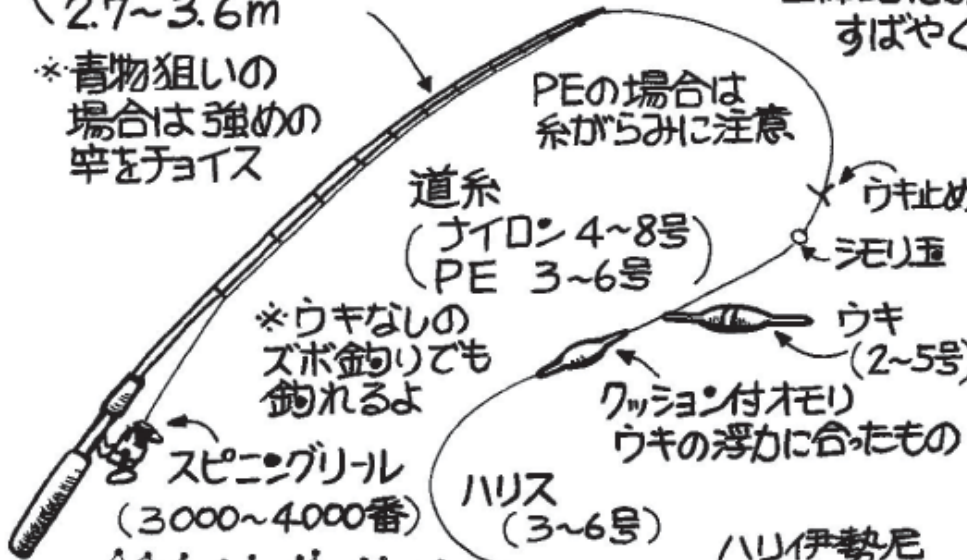 2.7〜3.6m
※青物狙いの
場合は強めの
竿をチョイス
すばやく
PEの場合は
糸がらみに注意
道糸
(ナイロン 4〜8号)
(PE 3〜6号)
ウキ止め
シモリ玉
※ウキなしの
ズボ釣りでも
釣れるよ
ウキ
(2〜5号)
クッション付オモリ
ウキの浮力に合ったもの
スピニングリール
(3000〜4000番)
ハリス
(3〜6号)
ハリ伊勢尼